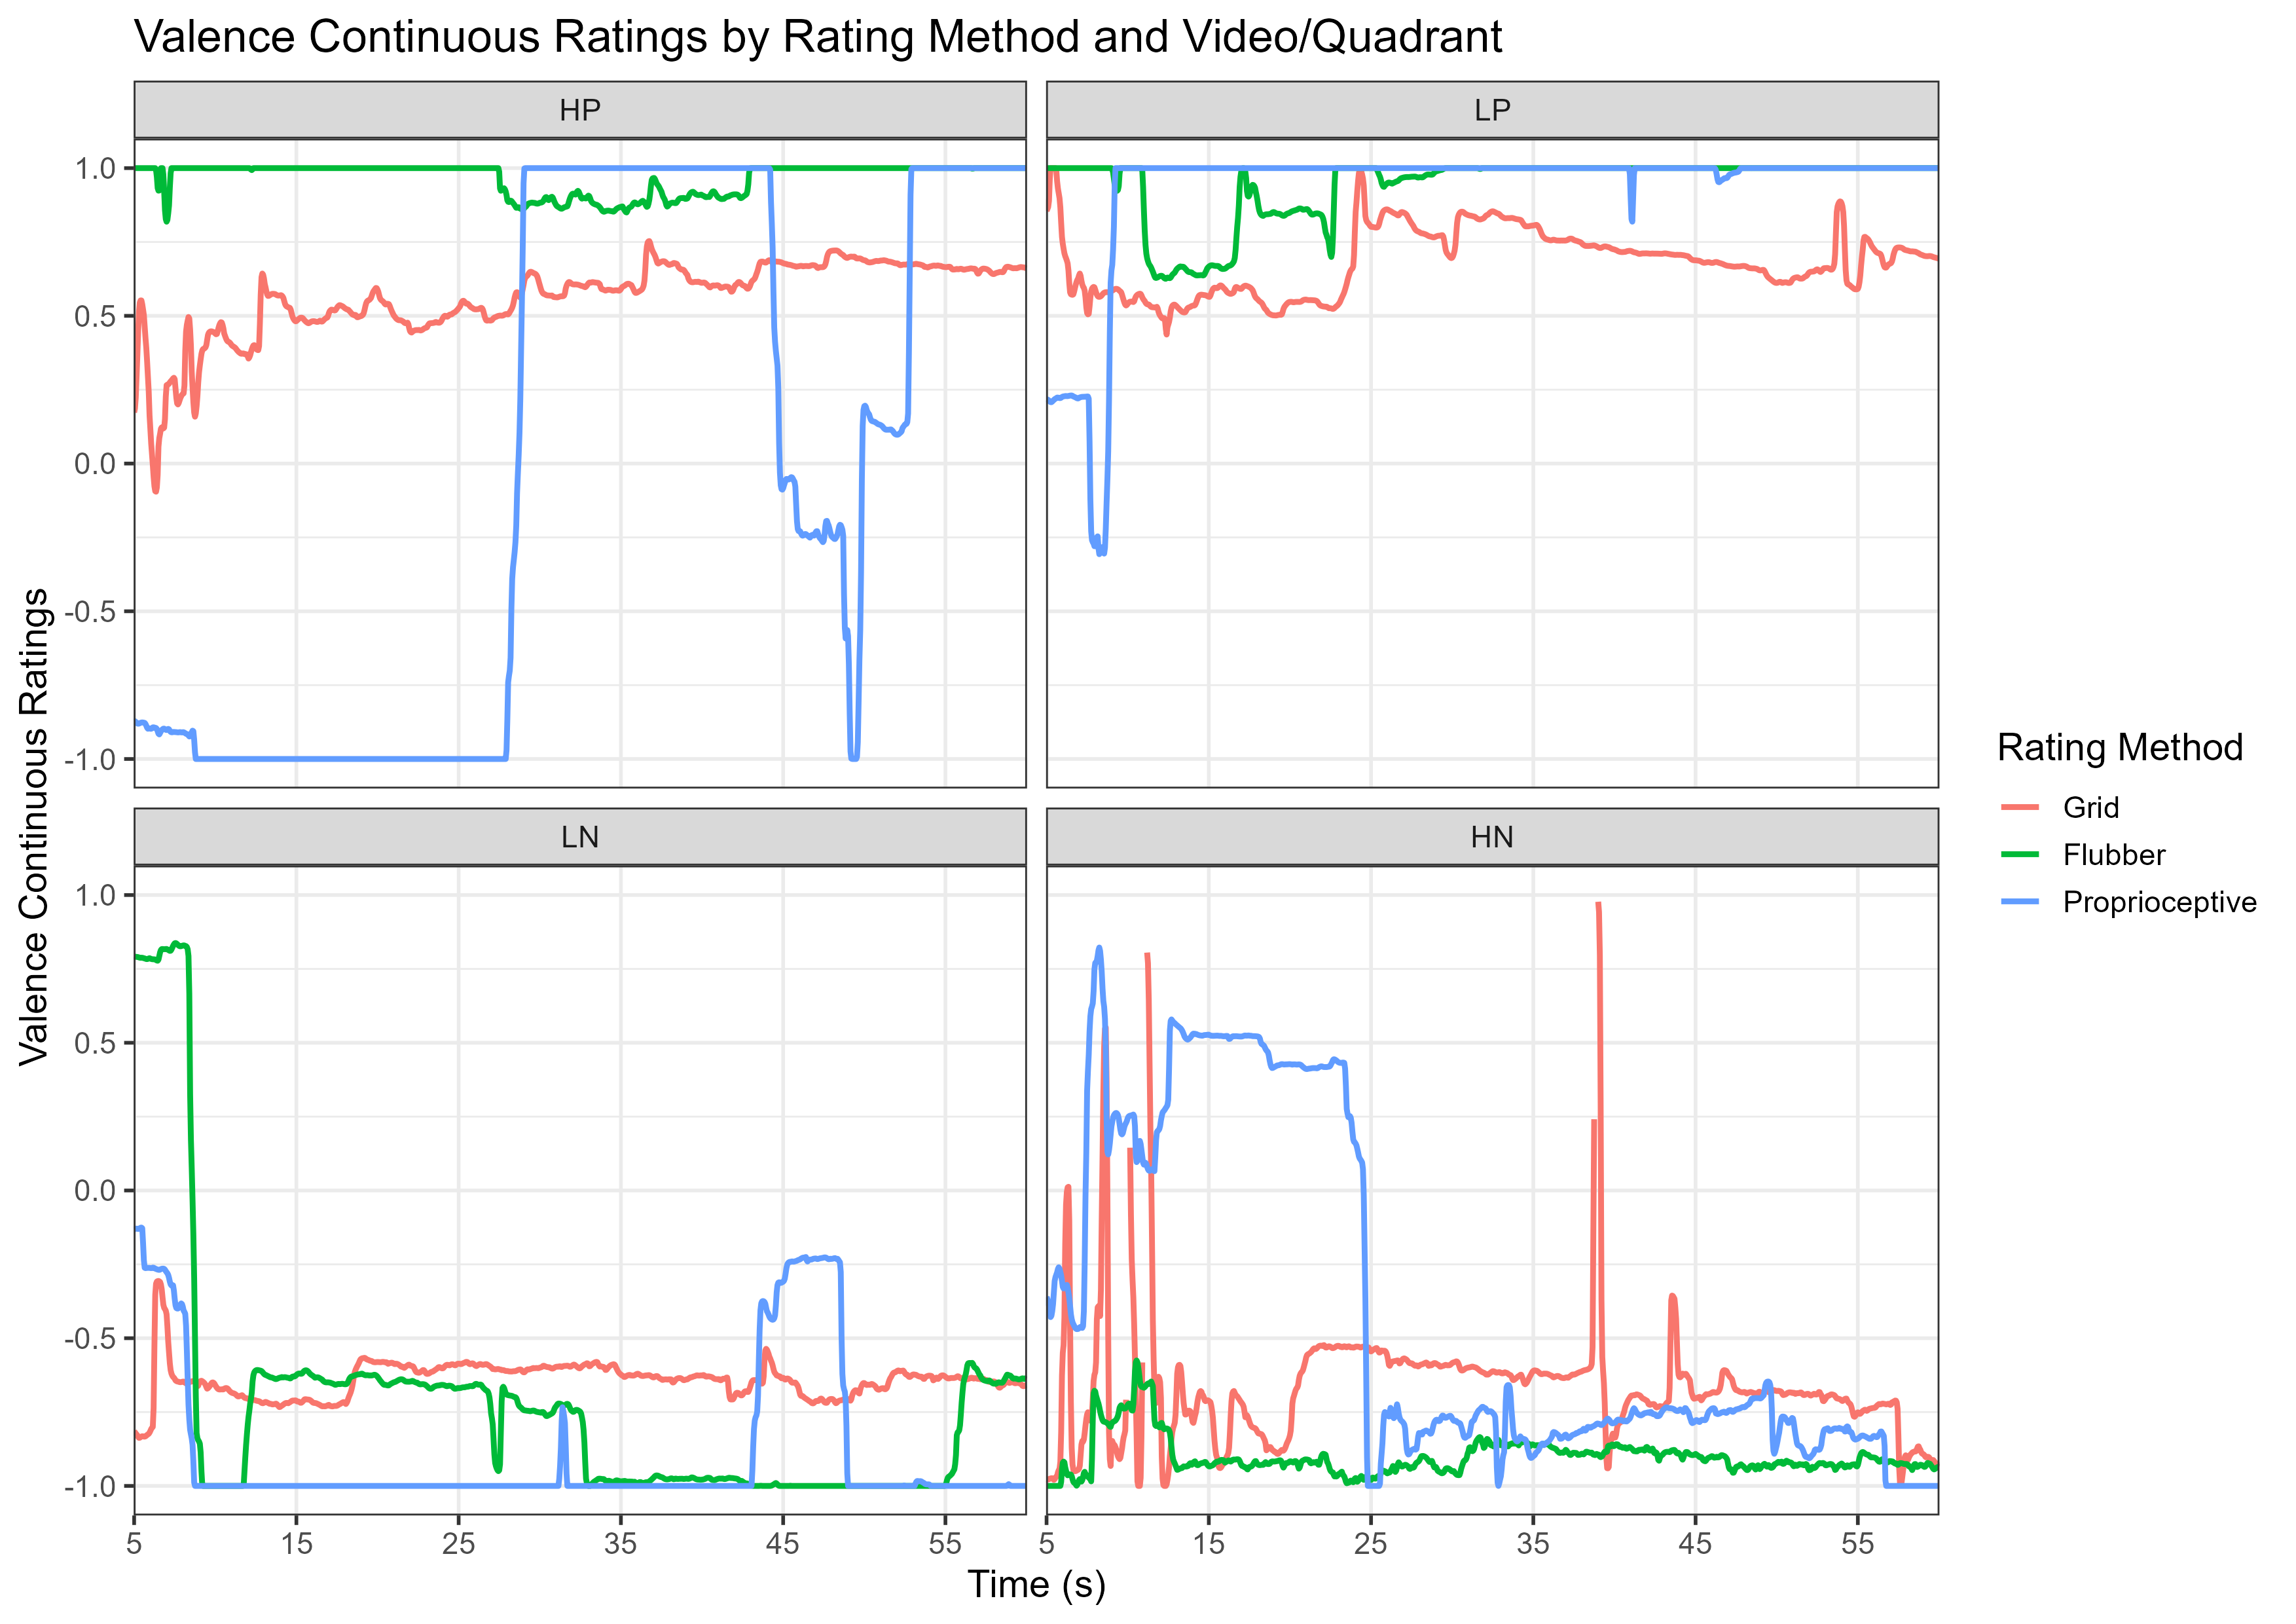 Valence Continuous Ratings by Rating Method and Video/Quadrant
HP
LP
1.0
0.5
0.0
-0.5
-1.0
LN
HN
1.0
0.5
0.0
-0.5
-1.0
5 15 25 35 45 55
5 15 25 35 45 55
Time (s)
Valence Continuous Ratings
Rating Method
Grid
Flubber
Proprioceptive